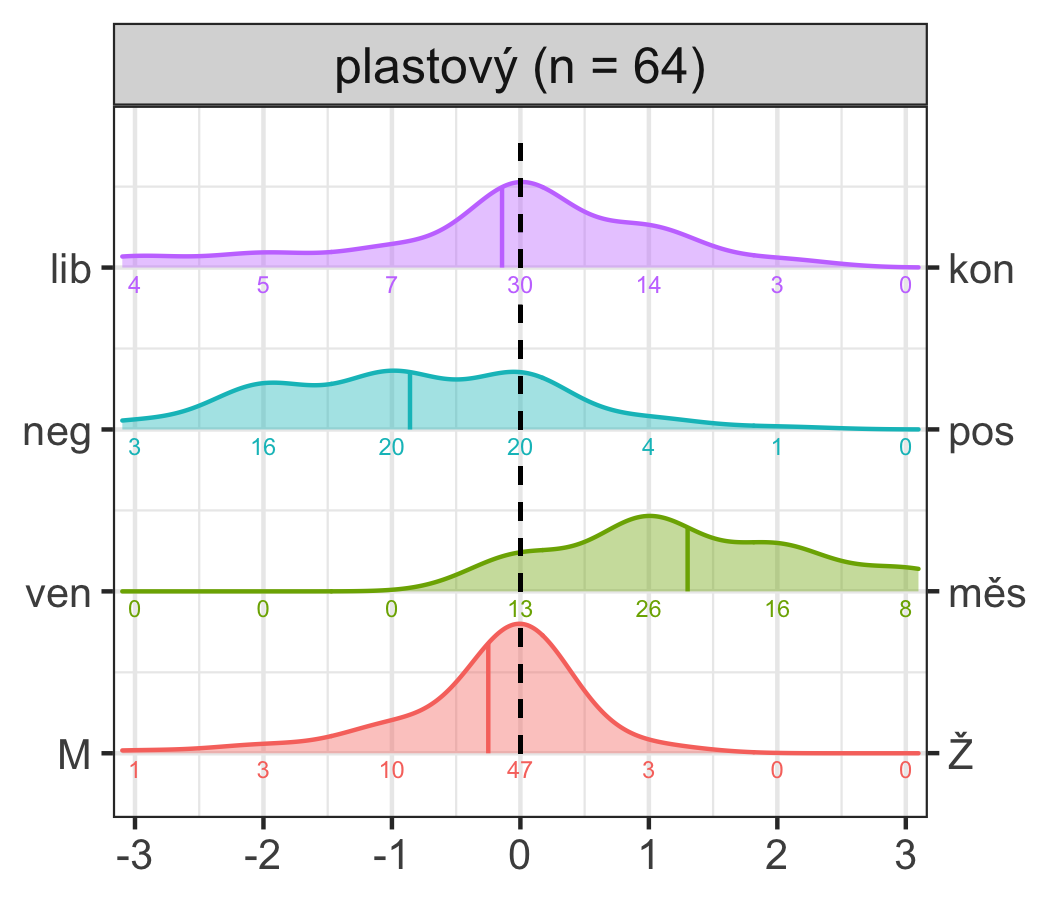 plastový (n = 64)
lib kon
4 5 7 30 14 3 0
neg pos
3 16 20 20 4 1 0
ven měs
0 0 0 13 26 16 8
M Ž
1 3 10 47 3 0 0
-3 -2 -1 0 1 2 3